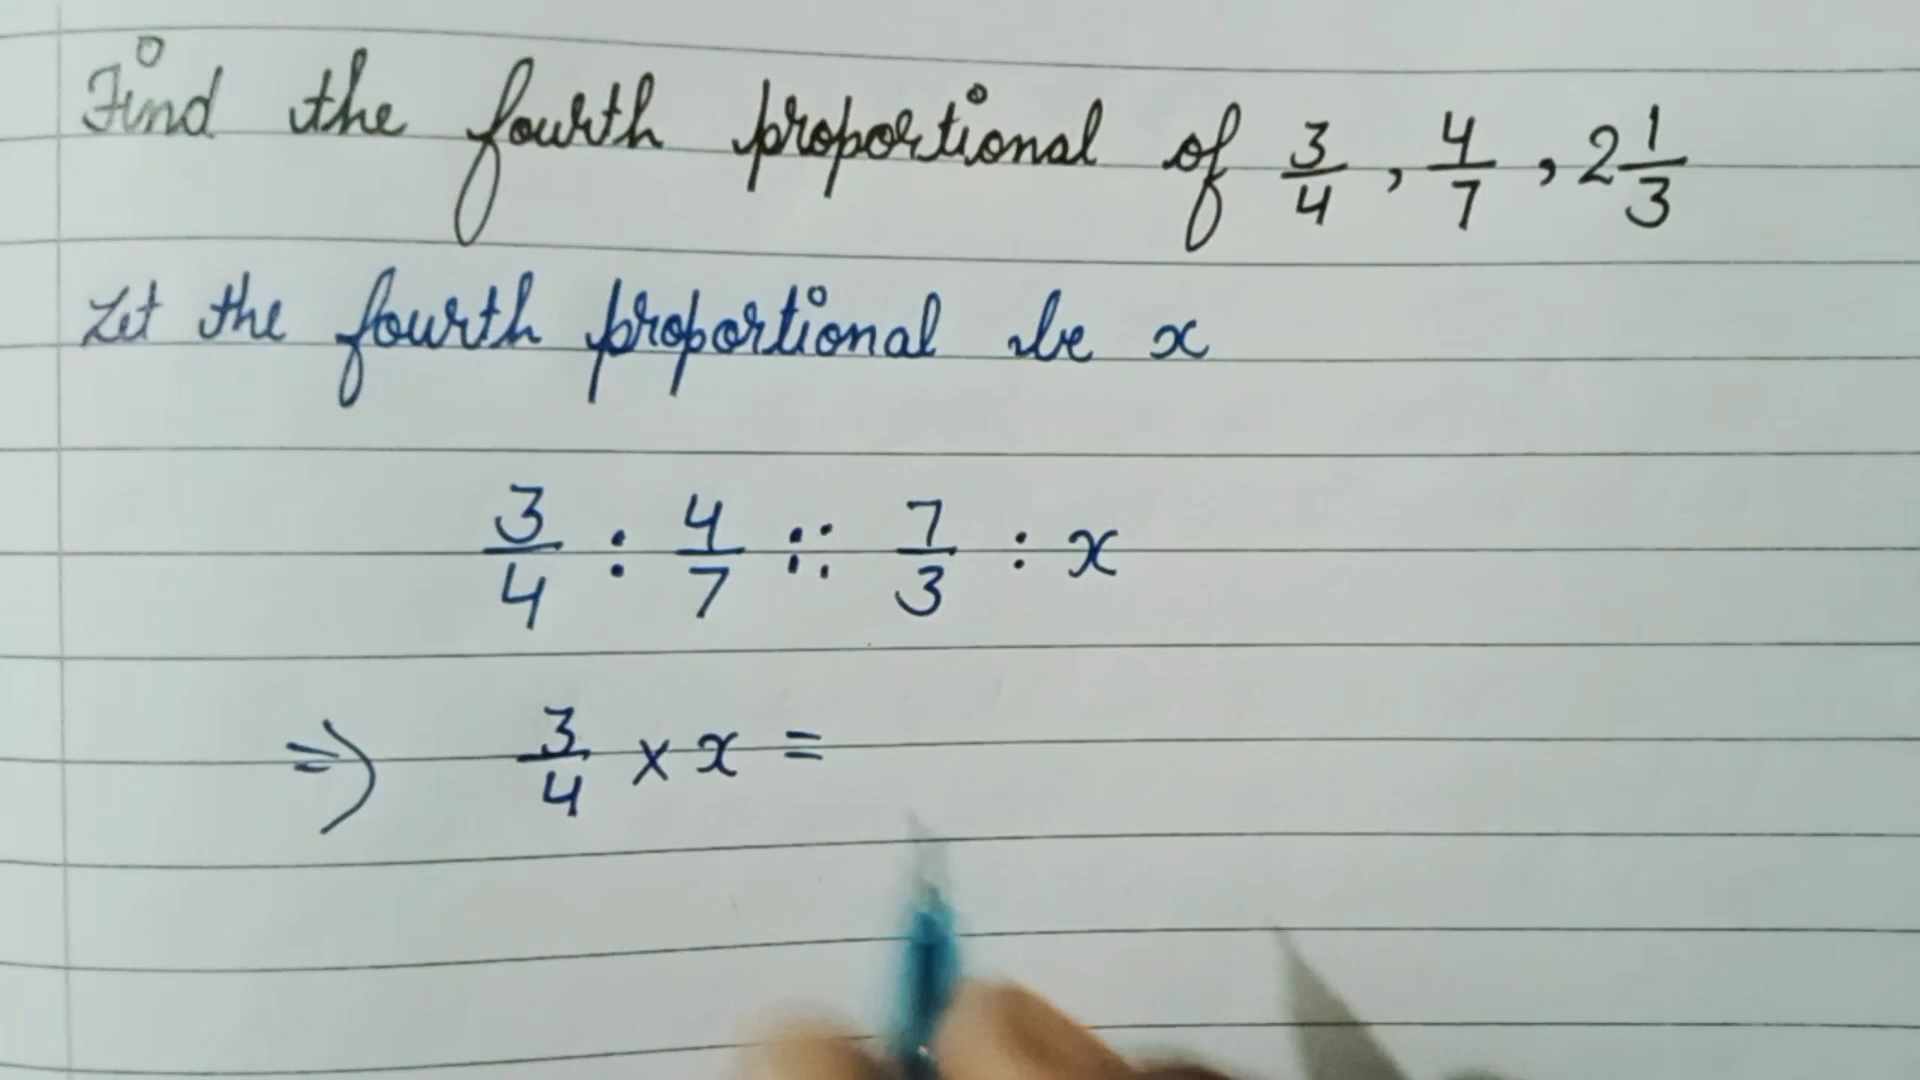 Find the fourth proportional of 3/4, 4/7, 2 1/3
Let the fourth proportional be x
3/4 : 4/7 :: 7/3 : x
⇒ 3/4 × x =